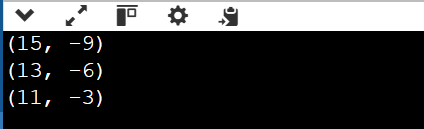 (15, -9)
(13, -6)
(11, -3)